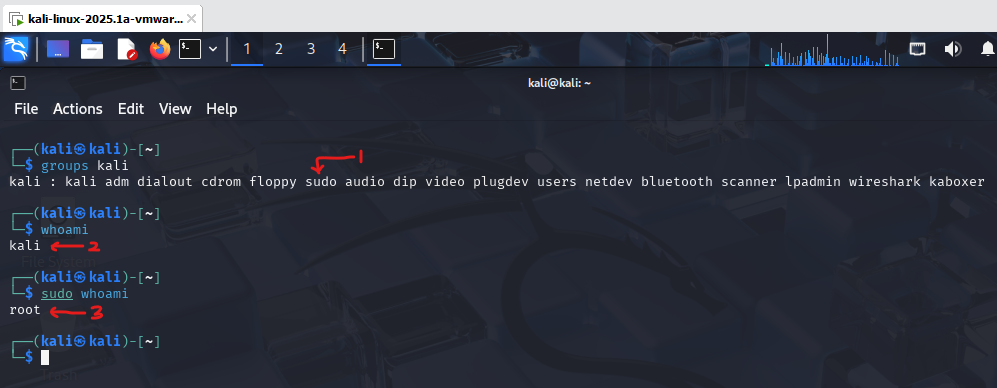 kali-linux-2025.1a-vmwar...
1 2 3 4
kali@kali: ~
File Actions Edit View Help
┌──(kali㉿kali)-[~]
└─$ groups kali
1
kali : kali adm dialout cdrom floppy sudo audio dip video plugdev users netdev bluetooth scanner lpadmin wireshark kaboxer
┌──(kali㉿kali)-[~]
└─$ whoami
kali 2
File System
┌──(kali㉿kali)-[~]
└─$ sudo whoami
root 3
┌──(kali㉿kali)-[~]
└─$